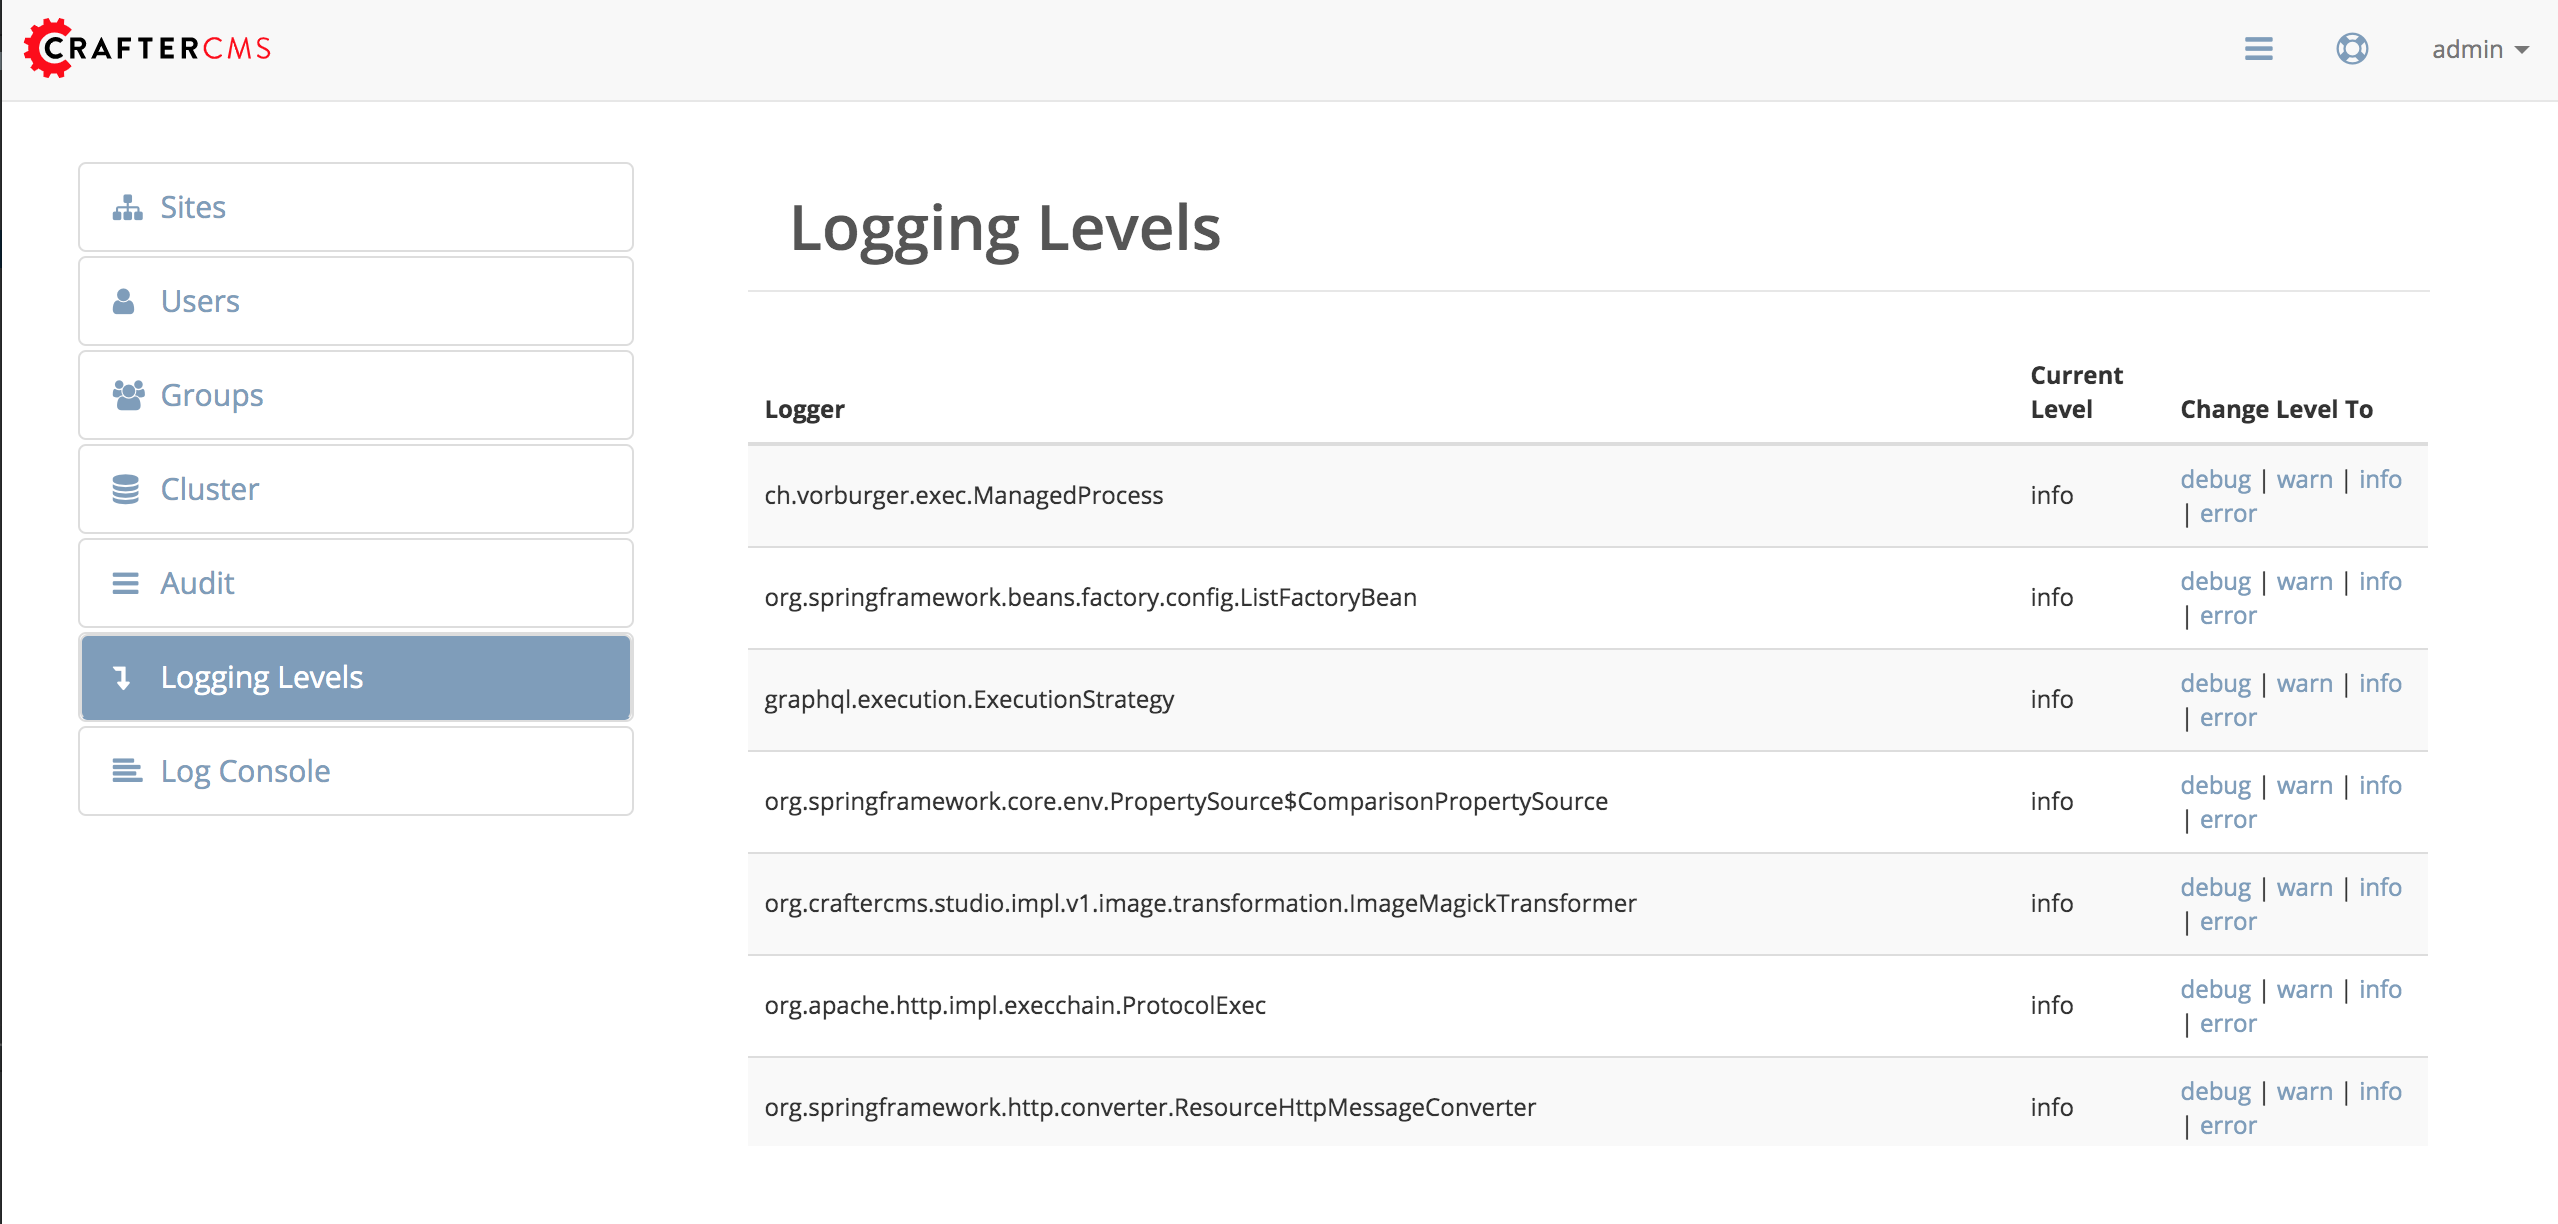 CRAFTERCMS
admin
Sites
Users
Groups
Cluster
Audit
Logging Levels
Log Console
Logging Levels
Logger
Current
Level
Change Level To
ch.vorburger.exec.ManagedProcess
info
debug | warn | info
| error
org.springframework.beans.factory.config.ListFactoryBean
info
debug | warn | info
| error
graphql.execution.ExecutionStrategy
info
debug | warn | info
| error
org.springframework.core.env.PropertySource$ComparisonPropertySource
info
debug | warn | info
| error
org.craftercms.studio.impl.v1.image.transformation.ImageMagickTransformer
info
debug | warn | info
| error
org.apache.http.impl.execchain.ProtocolExec
info
debug | warn | info
| error
org.springframework.http.converter.ResourceHttpMessageConverter
info
debug | warn | info
| error